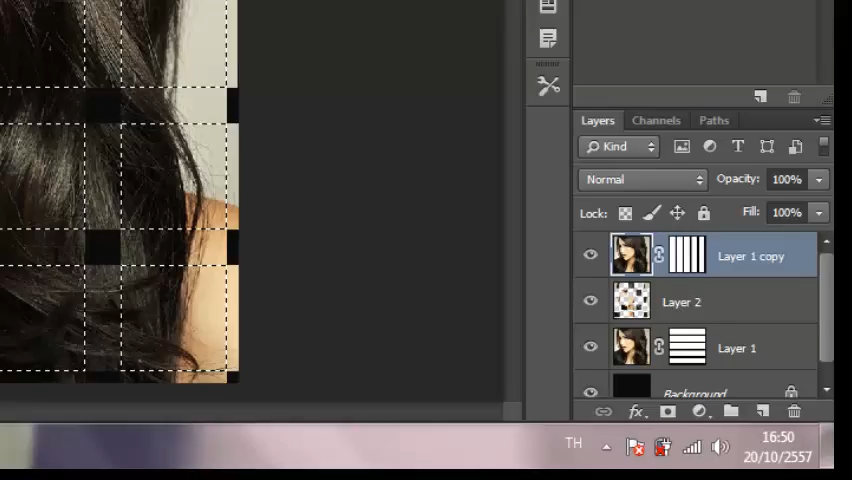 Layers Channels Paths
Kind
Normal Opacity: 100%
Lock: Fill: 100%
Layer 1 copy
Layer 2
Layer 1
Background
fx
TH 16:50
20/10/2557